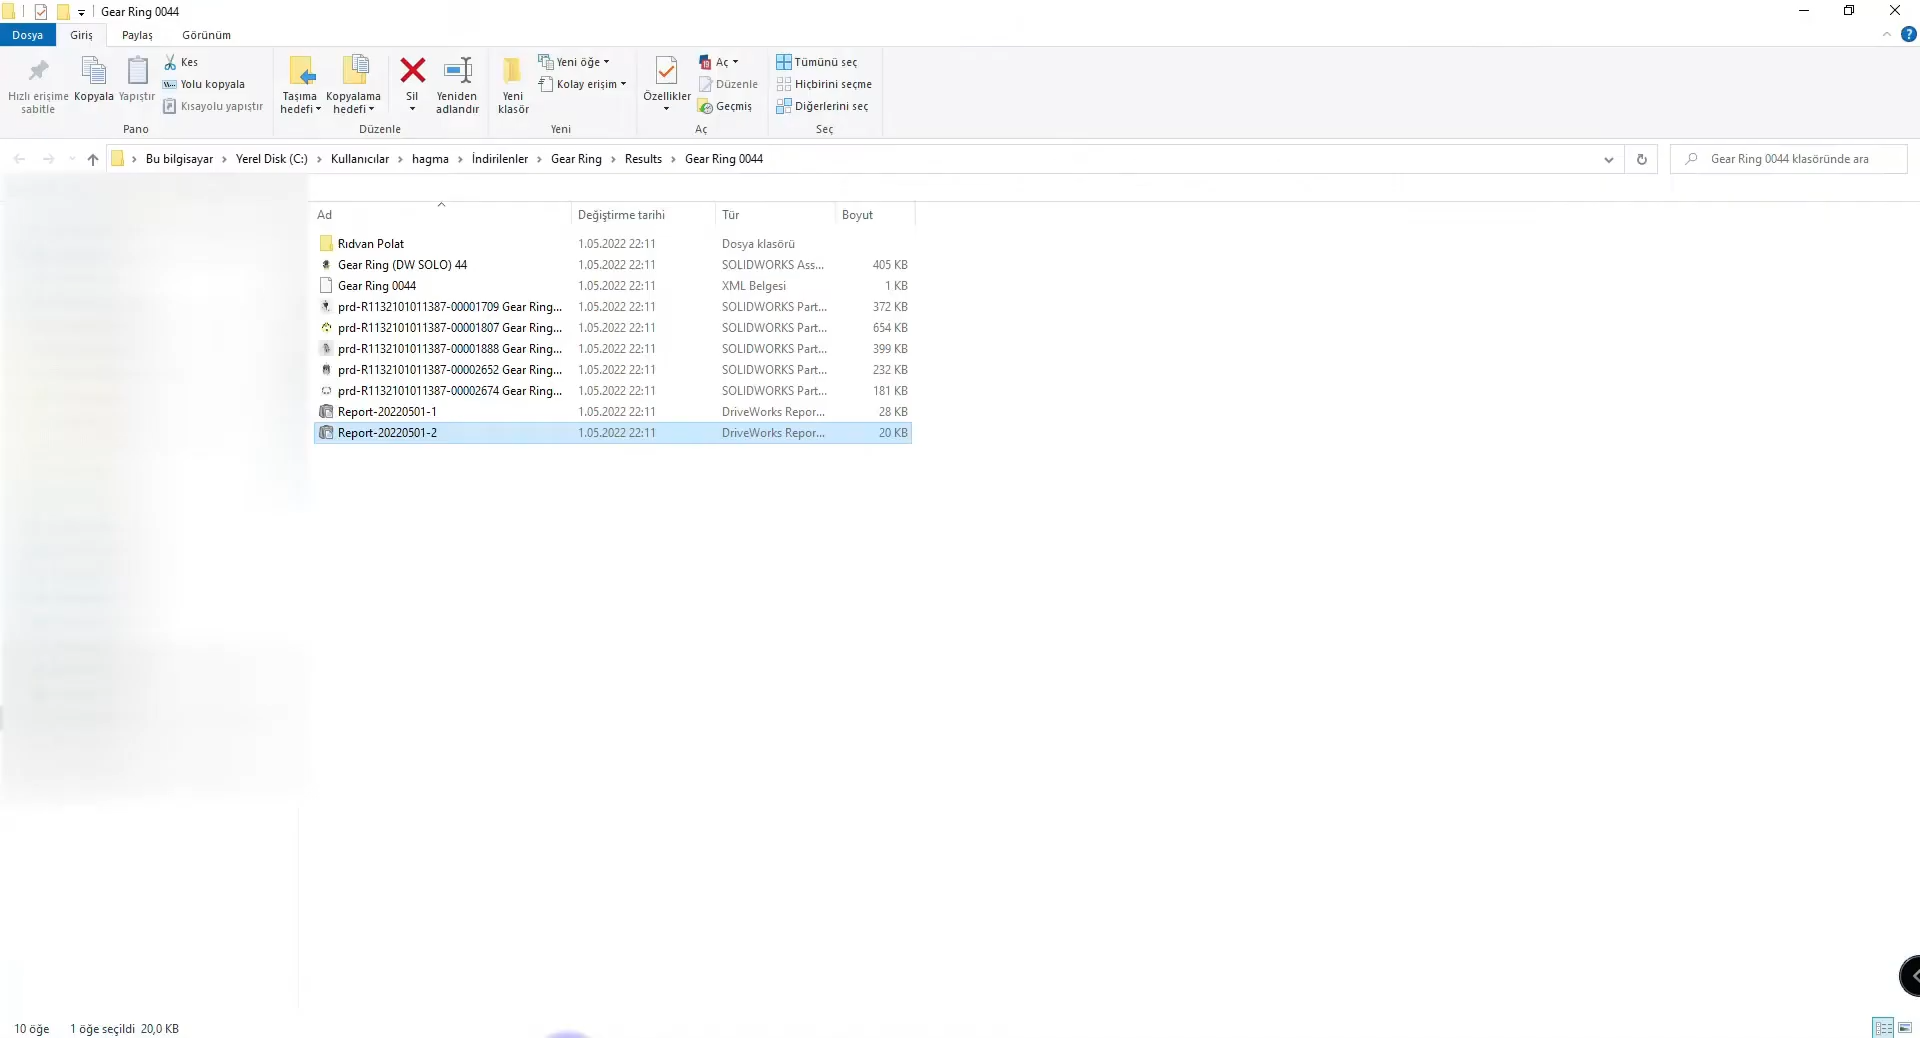 Gear Ring 0044
Dosya Giriş Paylaş Görünüm
Hızlı erişime sabitle
Kopyala
Yapıştır
Kes
Yolu kopyala
Kısayolu yapıştır
Pano
Taşıma hedefi
Kopyalama hedefi
Sil
Yeniden adlandır
Düzenle
Yeni klasör
Yeni öğe
Kolay erişim
Yeni
Özellikler
Aç
Düzenle
Geçmiş
Aç
Tümünü seç
Hiçbirini seçme
Diğerlerini seç
Seç
Bu bilgisayar > Yerel Disk (C:) > Kullanıcılar > hagma > İndirilenler > Gear Ring > Results > Gear Ring 0044
Gear Ring 0044 klasöründe ara
Ad Değiştirme tarihi Tür Boyut
Rıdvan Polat 1.05.2022 22:11 Dosya klasörü
Gear Ring (DW SOLO) 44 1.05.2022 22:11 SOLIDWORKS Ass... 405 KB
Gear Ring 0044 1.05.2022 22:11 XML Belgesi 1 KB
prd-R1132101011387-00001709 Gear Ring... 1.05.2022 22:11 SOLIDWORKS Part... 372 KB
prd-R1132101011387-00001807 Gear Ring... 1.05.2022 22:11 SOLIDWORKS Part... 654 KB
prd-R1132101011387-00001888 Gear Ring... 1.05.2022 22:11 SOLIDWORKS Part... 399 KB
prd-R1132101011387-00002652 Gear Ring... 1.05.2022 22:11 SOLIDWORKS Part... 232 KB
prd-R1132101011387-00002674 Gear Ring... 1.05.2022 22:11 SOLIDWORKS Part... 181 KB
Report-20220501-1 1.05.2022 22:11 DriveWorks Repor... 28 KB
Report-20220501-2 1.05.2022 22:11 DriveWorks Repor... 20 KB
10 öğe 1 öğe seçildi 20,0 KB